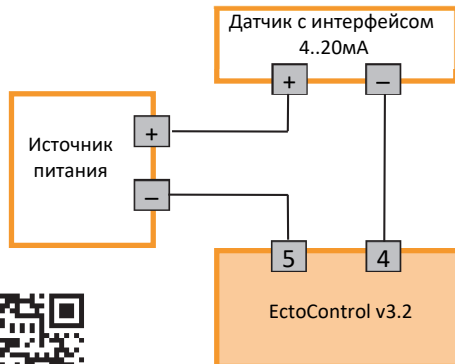 Датчик с интерфейсом
4..20мА
+
–
Источник
питания
+
–
5
4
EctoControl v3.2